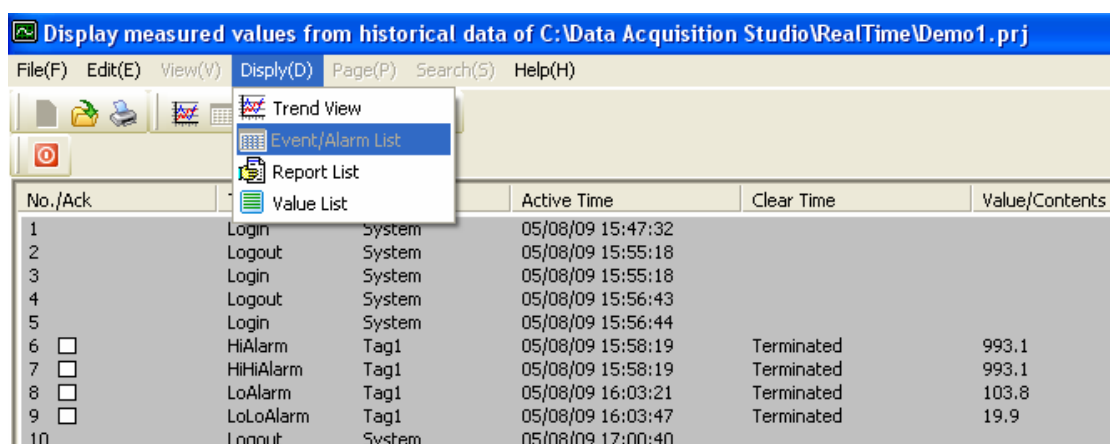 Display measured values from historical data of C:\Data Acquisition Studio\RealTime\Demo1.prj
File(F) Edit(E) View(V) Disply(D) Page(P) Search(S) Help(H)
Trend View
Event/Alarm List
Report List
Value List
No./Ack Active Time Clear Time Value/Contents
1 Login System 05/08/09 15:47:32
2 Logout System 05/08/09 15:55:18
3 Login System 05/08/09 15:55:18
4 Logout System 05/08/09 15:56:43
5 Login System 05/08/09 15:56:44
6 HiAlarm Tag1 05/08/09 15:58:19 Terminated 993.1
7 HiHiAlarm Tag1 05/08/09 15:58:19 Terminated 993.1
8 LoAlarm Tag1 05/08/09 16:03:21 Terminated 103.8
9 LoLoAlarm Tag1 05/08/09 16:03:47 Terminated 19.9
10 Logout System 05/08/09 17:00:40